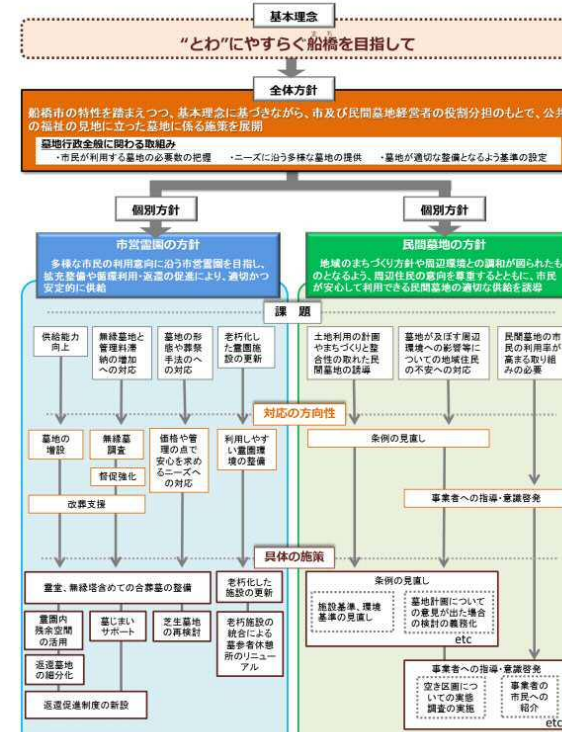 基本理念
ま ち
“とわ”にやすらぐ船橋を目指して
全体方針
船橋市の特性を踏まえつつ、基本理念に基づきながら、市及び民間墓地経営者の役割分担のもとで、公共
の福祉の見地に立った墓地に係る施策を展開
墓地行政全般に関わる取組み
・市民が利用する墓地の必要数の把握 ・ニーズに沿う多様な墓地の提供 ・墓地が適切な整備となるよう基準の設定
個別方針
個別方針
市営霊園の方針
多様な市民の利用意向に沿う市営霊園を目指し、
拡充整備や循環利用・返還の促進により、適切かつ
安定的に供給
民間墓地の方針
地域のまちづくり方針や周辺環境との調和が図られたも
のとなるよう、周辺住民の意向を尊重するとともに、市民
が安心して利用できる民間墓地の適切な供給を誘導
課 題
供給能力
向上
無縁墓地と
管理料滞
納の増加
への対応
墓地の形
態や葬祭
手法のへの
対応
老朽化し
た霊園施
設の更新
土地利用の計画
やまちづくりと整
合性の取れた民
間墓地の誘導
墓地が及ぼす周辺
環境への影響等に
ついての地域住民
の不安への対応
民間墓地の市
民の利用率が
高まる取り組
みの必要
対応の方向性
墓地の
増設
無縁墓
調査
督促強化
改葬支援
価格や管
理の点で
安心を求め
るニーズへ
の対応
利用しやす
い霊園環
境の整備
条例の見直し
事業者への指導・意識啓発
具体の施策
霊堂、無縁塔含めての合葬墓の整備
老朽化した
施設の更新
霊園内
残余空間
の活用
墓じまい
サポート
芝生墓地
の再検討
老朽施設の
統合による
墓参者休憩
所のリニュー
アル
返還墓地
の細分化
返還促進制度の新設
条例の見直し
施設基準、環境
基準の見直し
墓地計画について
の意見が出た場合
の検討の義務化
etc
事業者への指導・意識啓発
空き区画につ
いての実態
調査の実施
事業者の
市民への
紹介
etc